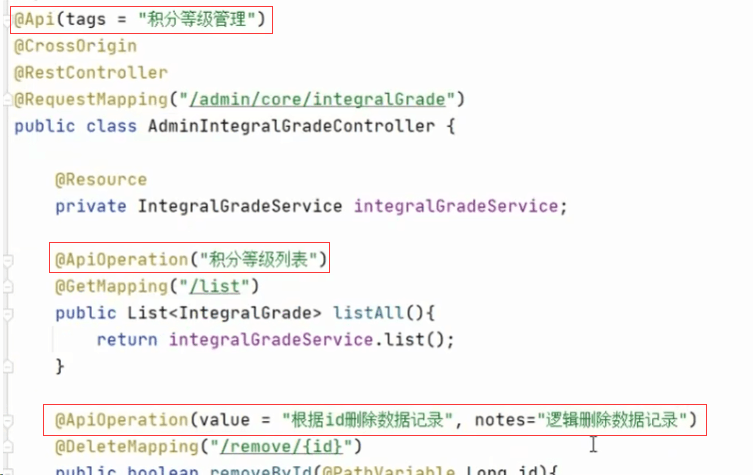 @Api(tags = "积分等级管理")
@CrossOrigin
@RestController
@RequestMapping("/admin/core/integralGrade")
public class AdminIntegralGradeController {
@Resource
private IntegralGradeService integralGradeService;
@ApiOperation("积分等级列表")
@GetMapping("/list")
public List<IntegralGrade> listAll(){
return integralGradeService.list();
}
@ApiOperation(value = "根据id删除数据记录", notes="逻辑删除数据记录")
@DeleteMapping("/remove/{id}")
public boolean removeById(@PathVariable Long id){